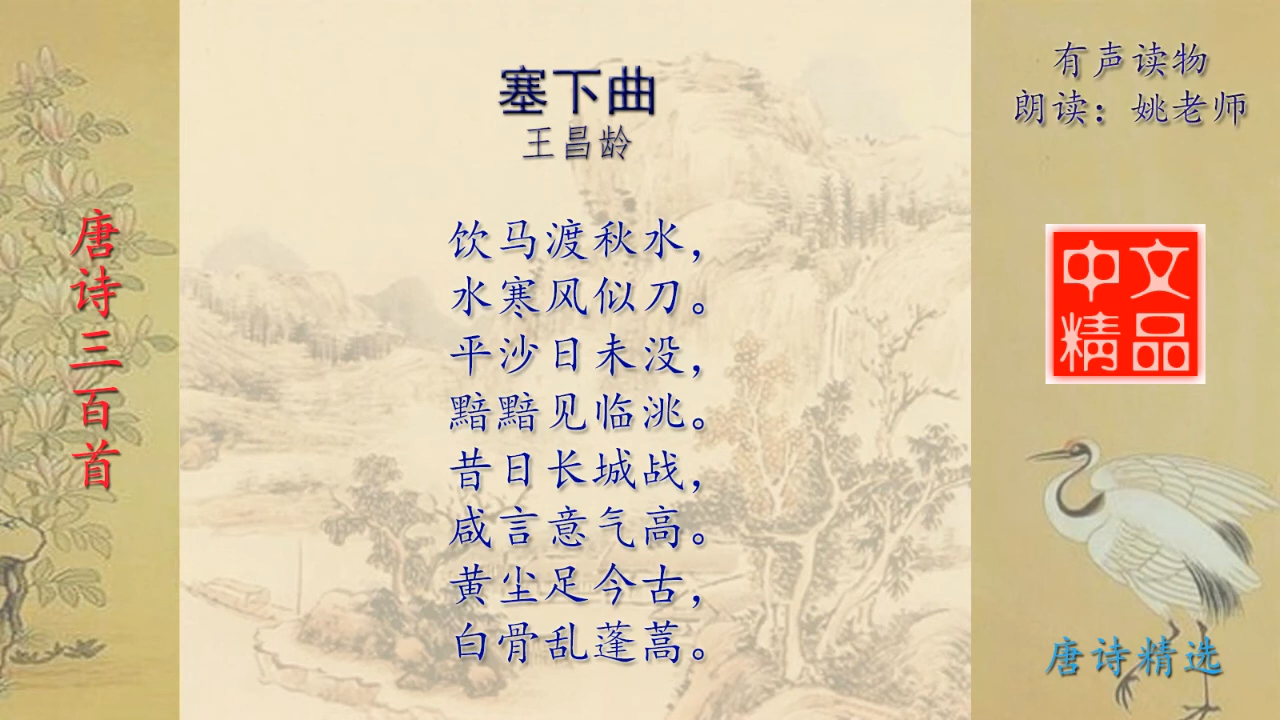 塞下曲
王昌龄
饮马渡秋水，
水寒风似刀。
平沙日未没，
黯黯见临洮。
昔日长城战，
咸言意气高。
黄尘足今古，
白骨乱蓬蒿。
唐诗三百首
有声读物
朗读：姚老师
中文
精品
唐诗精选